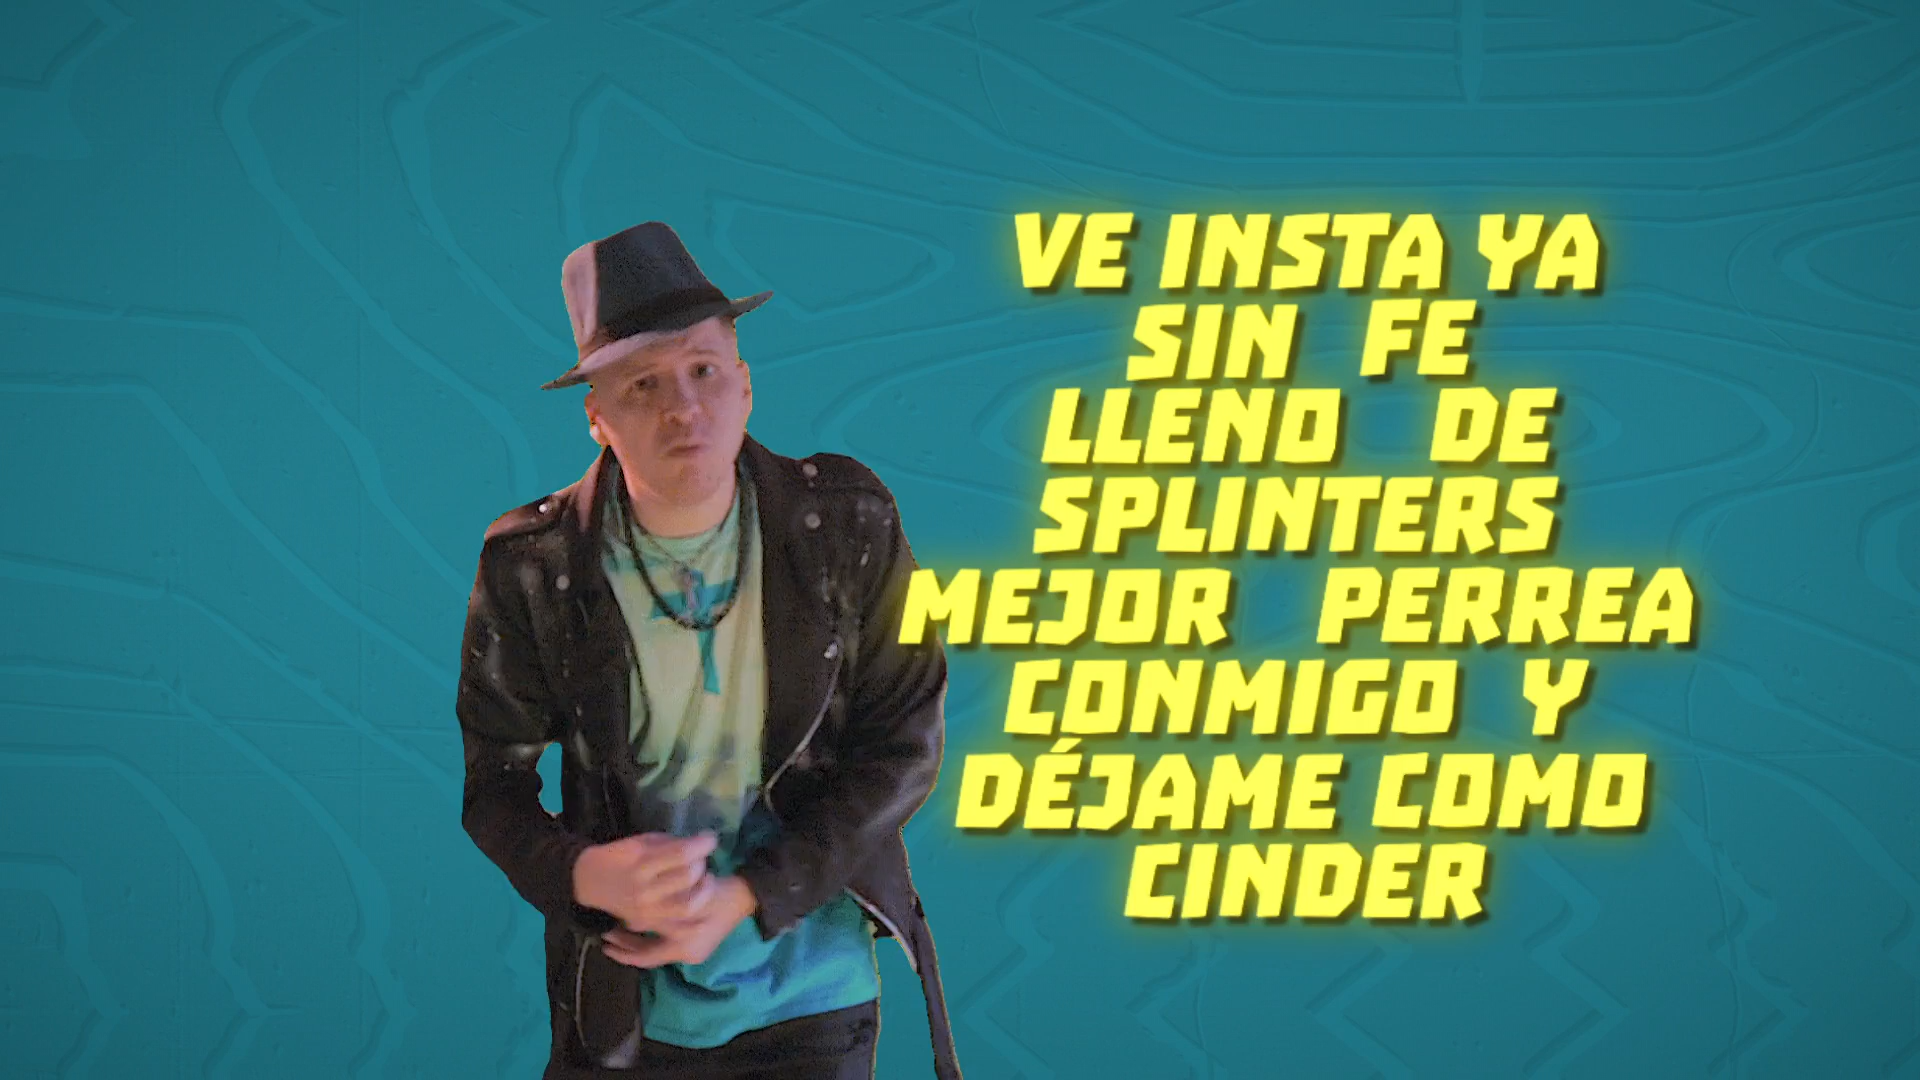 VE INSTA YA
SIN FE
LLENO DE
SPLINTERS
MEJOR PERREA
CONMIGO Y
DÉJAME COMO
CINDER